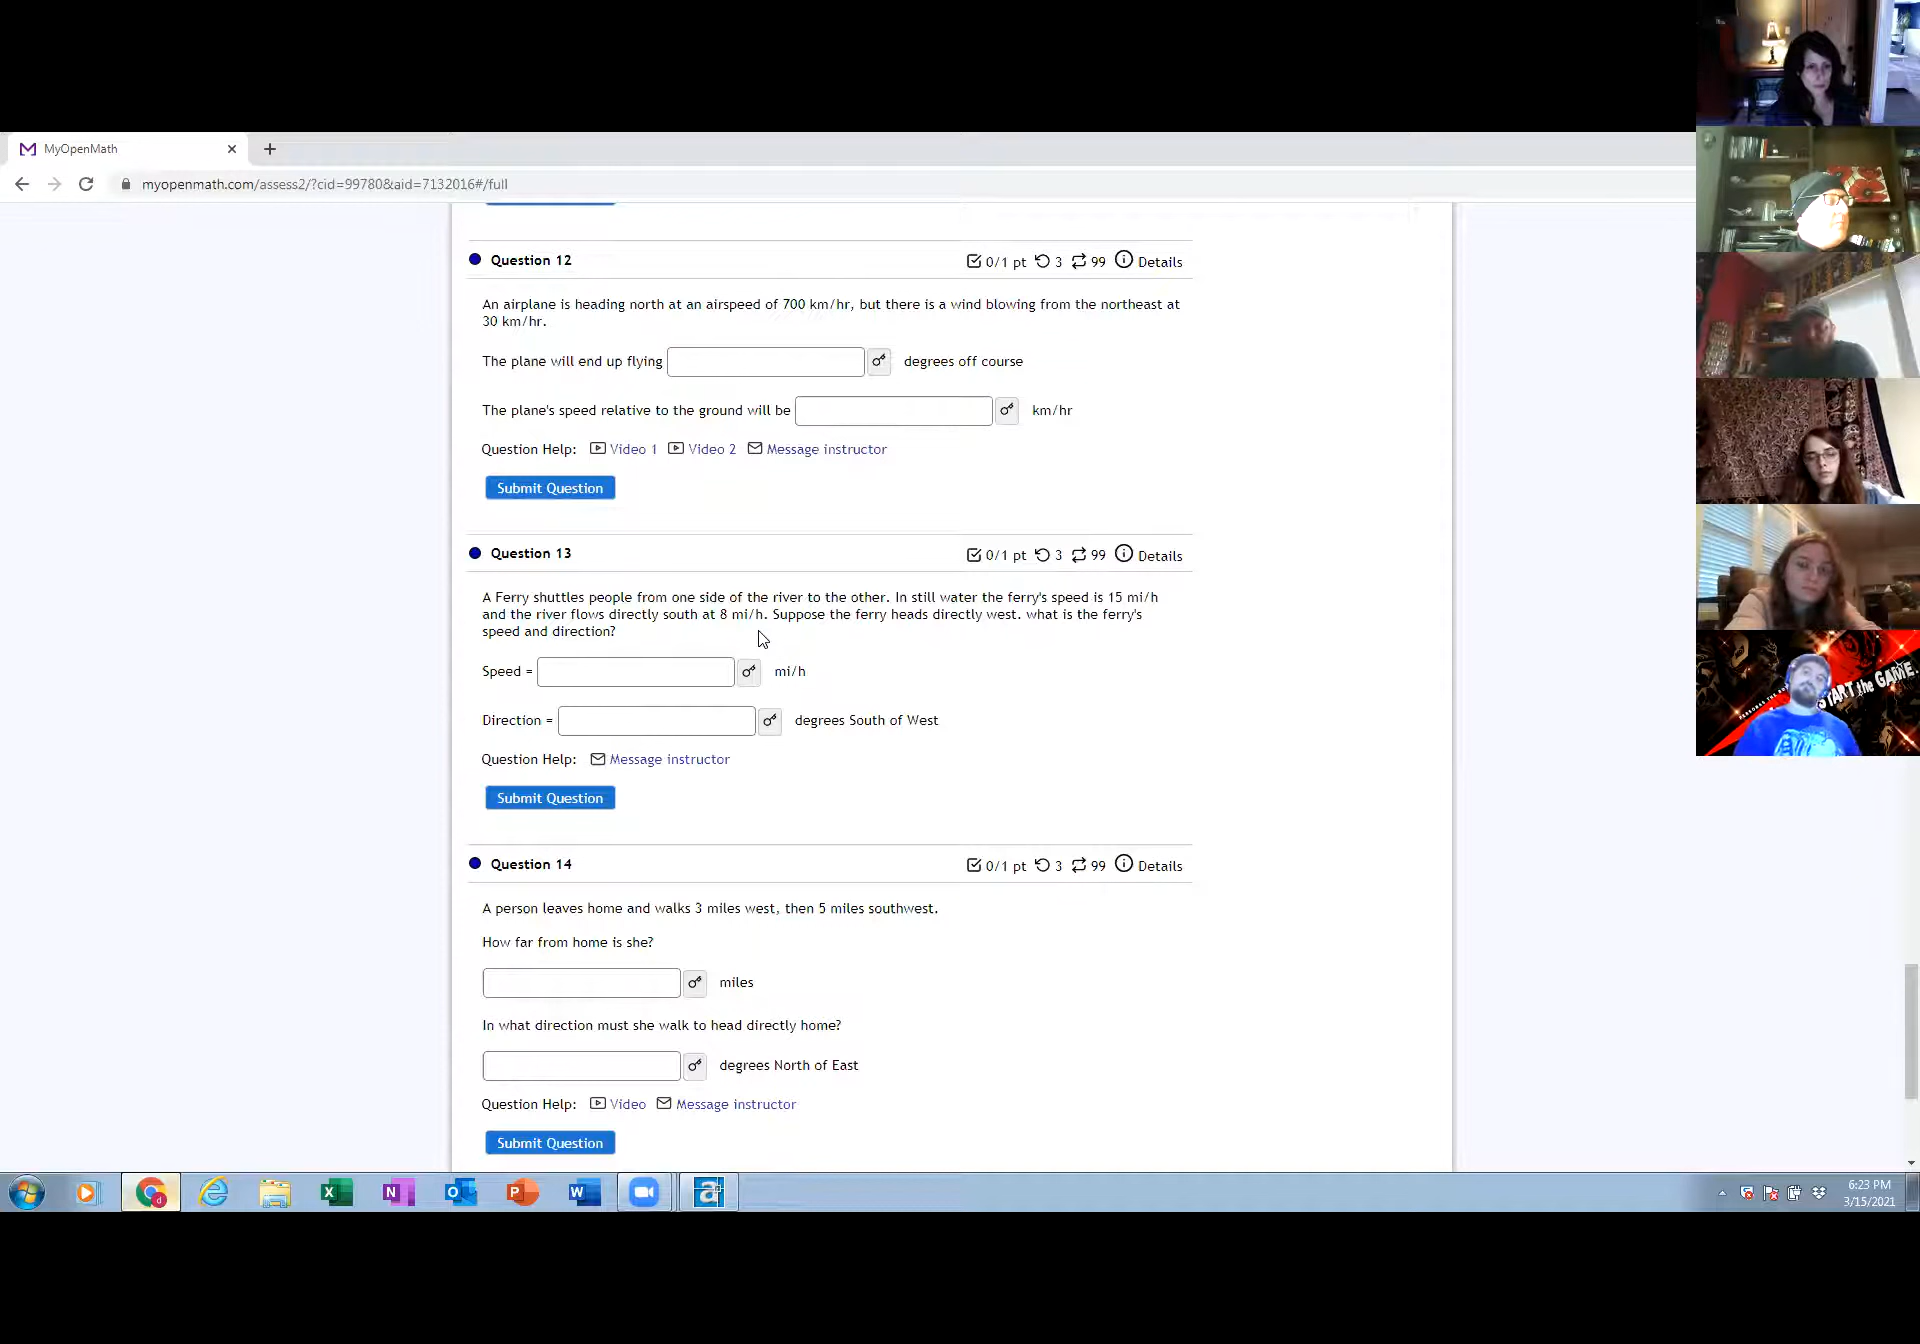 MyOpenMath
myopenmath.com/assess2/?cid=99780&aid=7132016#/full
Question 12
0/1 pt 3 99 Details
An airplane is heading north at an airspeed of 700 km/hr, but there is a wind blowing from the northeast at
30 km/hr.
The plane will end up flying degrees off course
The plane's speed relative to the ground will be km/hr
Question Help: Video 1 Video 2 Message instructor
Submit Question
Question 13
0/1 pt 3 99 Details
A Ferry shuttles people from one side of the river to the other. In still water the ferry's speed is 15 mi/h
and the river flows directly south at 8 mi/h. Suppose the ferry heads directly west. what is the ferry's
speed and direction?
Speed = mi/h
Direction = degrees South of West
Question Help: Message instructor
Submit Question
Question 14
0/1 pt 3 99 Details
A person leaves home and walks 3 miles west, then 5 miles southwest.
How far from home is she?
miles
In what direction must she walk to head directly home?
degrees North of East
Question Help: Video Message instructor
Submit Question
6:23 PM
3/15/2021
START the GAME.